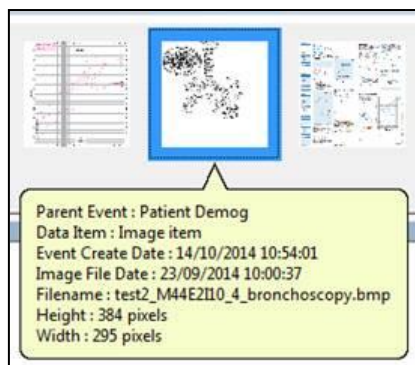 Parent Event : Patient Demog
Data Item : Image item
Event Create Date : 14/10/2014 10:54:01
Image File Date : 23/09/2014 10:00:37
Filename : test2_M44E2I10_4_bronchoscopy.bmp
Height : 384 pixels
Width : 295 pixels